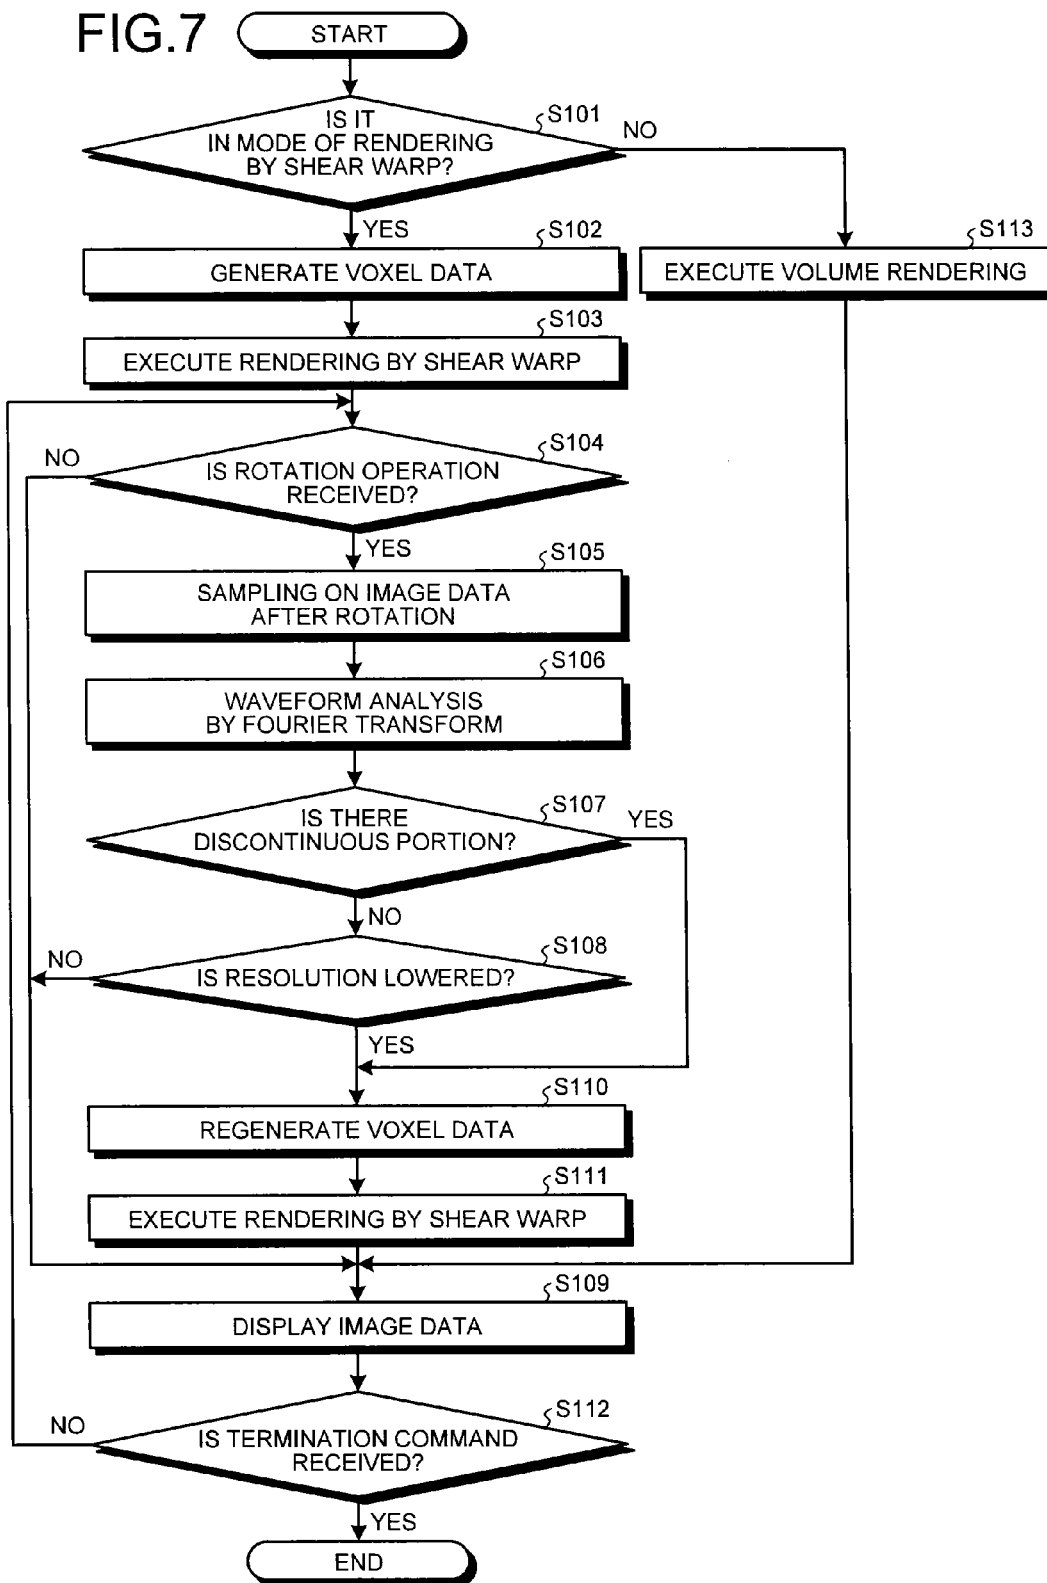 FIG.7
START
IS IT
IN MODE OF RENDERING
BY SHEAR WARP?
S101
NO
YES
S102
GENERATE VOXEL DATA
S113
EXECUTE VOLUME RENDERING
S103
EXECUTE RENDERING BY SHEAR WARP
S104
NO
IS ROTATION OPERATION
RECEIVED?
YES
S105
SAMPLING ON IMAGE DATA
AFTER ROTATION
S106
WAVEFORM ANALYSIS
BY FOURIER TRANSFORM
S107
IS THERE
DISCONTINUOUS PORTION?
YES
NO
S108
NO
IS RESOLUTION LOWERED?
YES
S110
REGENERATE VOXEL DATA
S111
EXECUTE RENDERING BY SHEAR WARP
S109
DISPLAY IMAGE DATA
S112
NO
IS TERMINATION COMMAND
RECEIVED?
YES
END